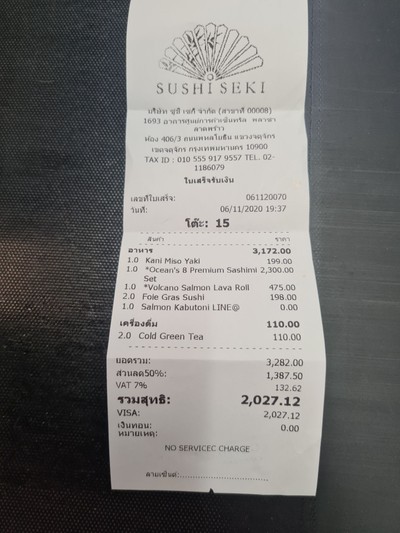 SUSHI SEKI
บริษัท ซูชิ เซกิ จำกัด (สาขาที่ 00008)
1693 อาคารศูนย์การค้าเซ็นทรัล พลาซา
ลาดพร้าว
ห้อง 406/3 ถนนพหลโยธิน แขวงจตุจักร
เขตจตุจักร กรุงเทพมหานคร 10900
TAX ID : 010 555 917 9557 TEL. 02-
1186079
ใบเสร็จรับเงิน
เลขที่ใบเสร็จ: 061120070
วันที่: 06/11/2020 19:37
โต๊ะ: 15
สินค้า ราคา
อาหาร 3,172.00
1.0 Kani Miso Yaki 199.00
1.0 *Ocean's 8 Premium Sashimi 2,300.00
Set
1.0 *Volcano Salmon Lava Roll 475.00
2.0 Foie Gras Sushi 198.00
1.0 Salmon Kabutoni LINE@ 0.00
เครื่องดื่ม 110.00
2.0 Cold Green Tea 110.00
ยอดรวม: 3,282.00
ส่วนลด50%: 1,387.50
VAT 7% 132.62
รวมสุทธิ: 2,027.12
VISA: 2,027.12
เงินทอน: 0.00
หมายเหตุ:
NO SERVICEC CHARGE
ลายเซ็นต์:..............................